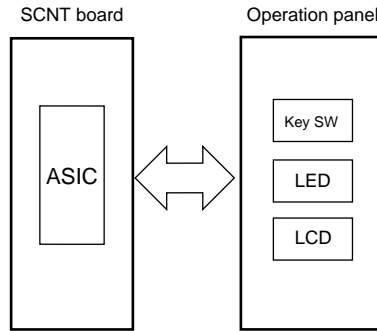 SCNT board
Operation panel
ASIC
Key SW
LED
LCD